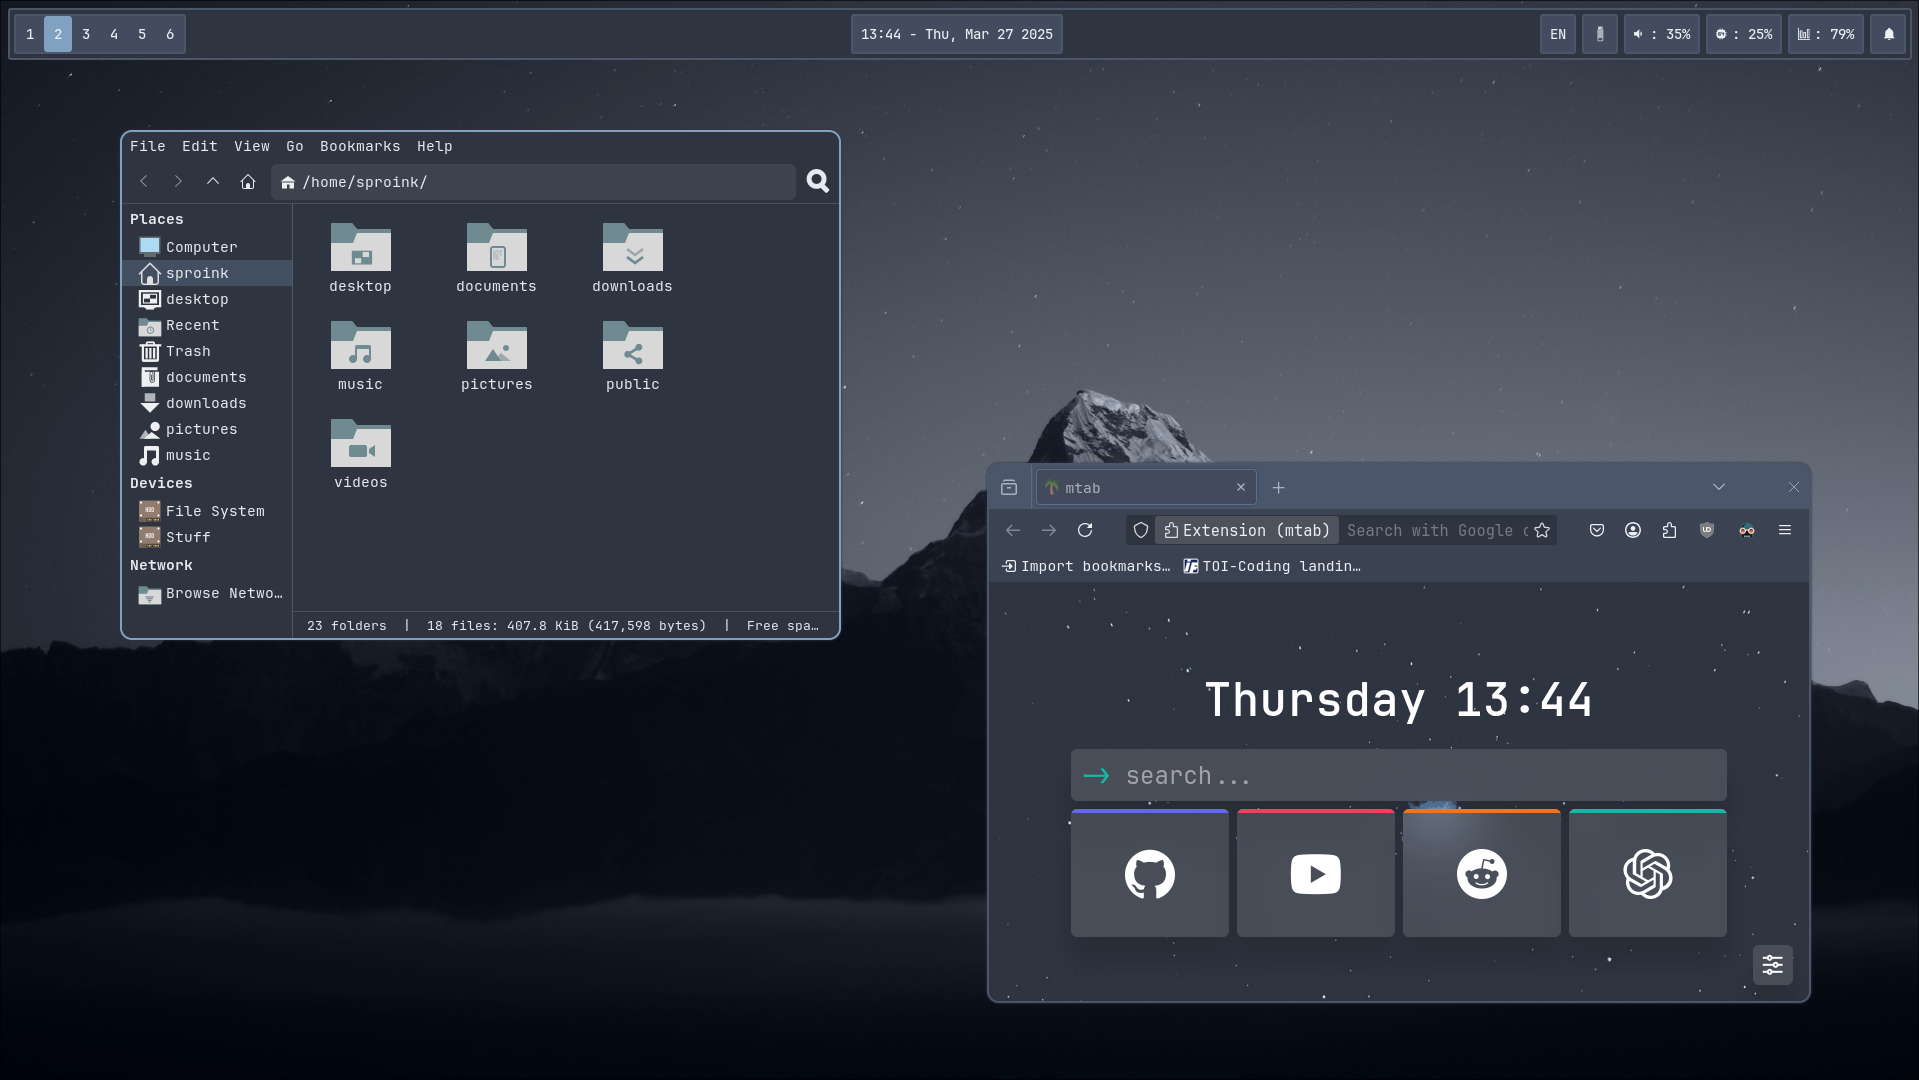 1 2 3 4 5 6
13:44 - Thu, Mar 27 2025
EN
: 35%
: 25%
: 79%
File Edit View Go Bookmarks Help
/home/sproink/
Places
Computer
sproink
desktop
Recent
Trash
documents
downloads
pictures
music
Devices
File System
Stuff
Network
Browse Netwo…
desktop
documents
downloads
music
pictures
public
videos
23 folders | 18 files: 407.8 KiB (417,598 bytes) | Free spa…
mtab
Extension (mtab) Search with Google
Import bookmarks… TOI-Coding landin…
Thursday 13:44
search...